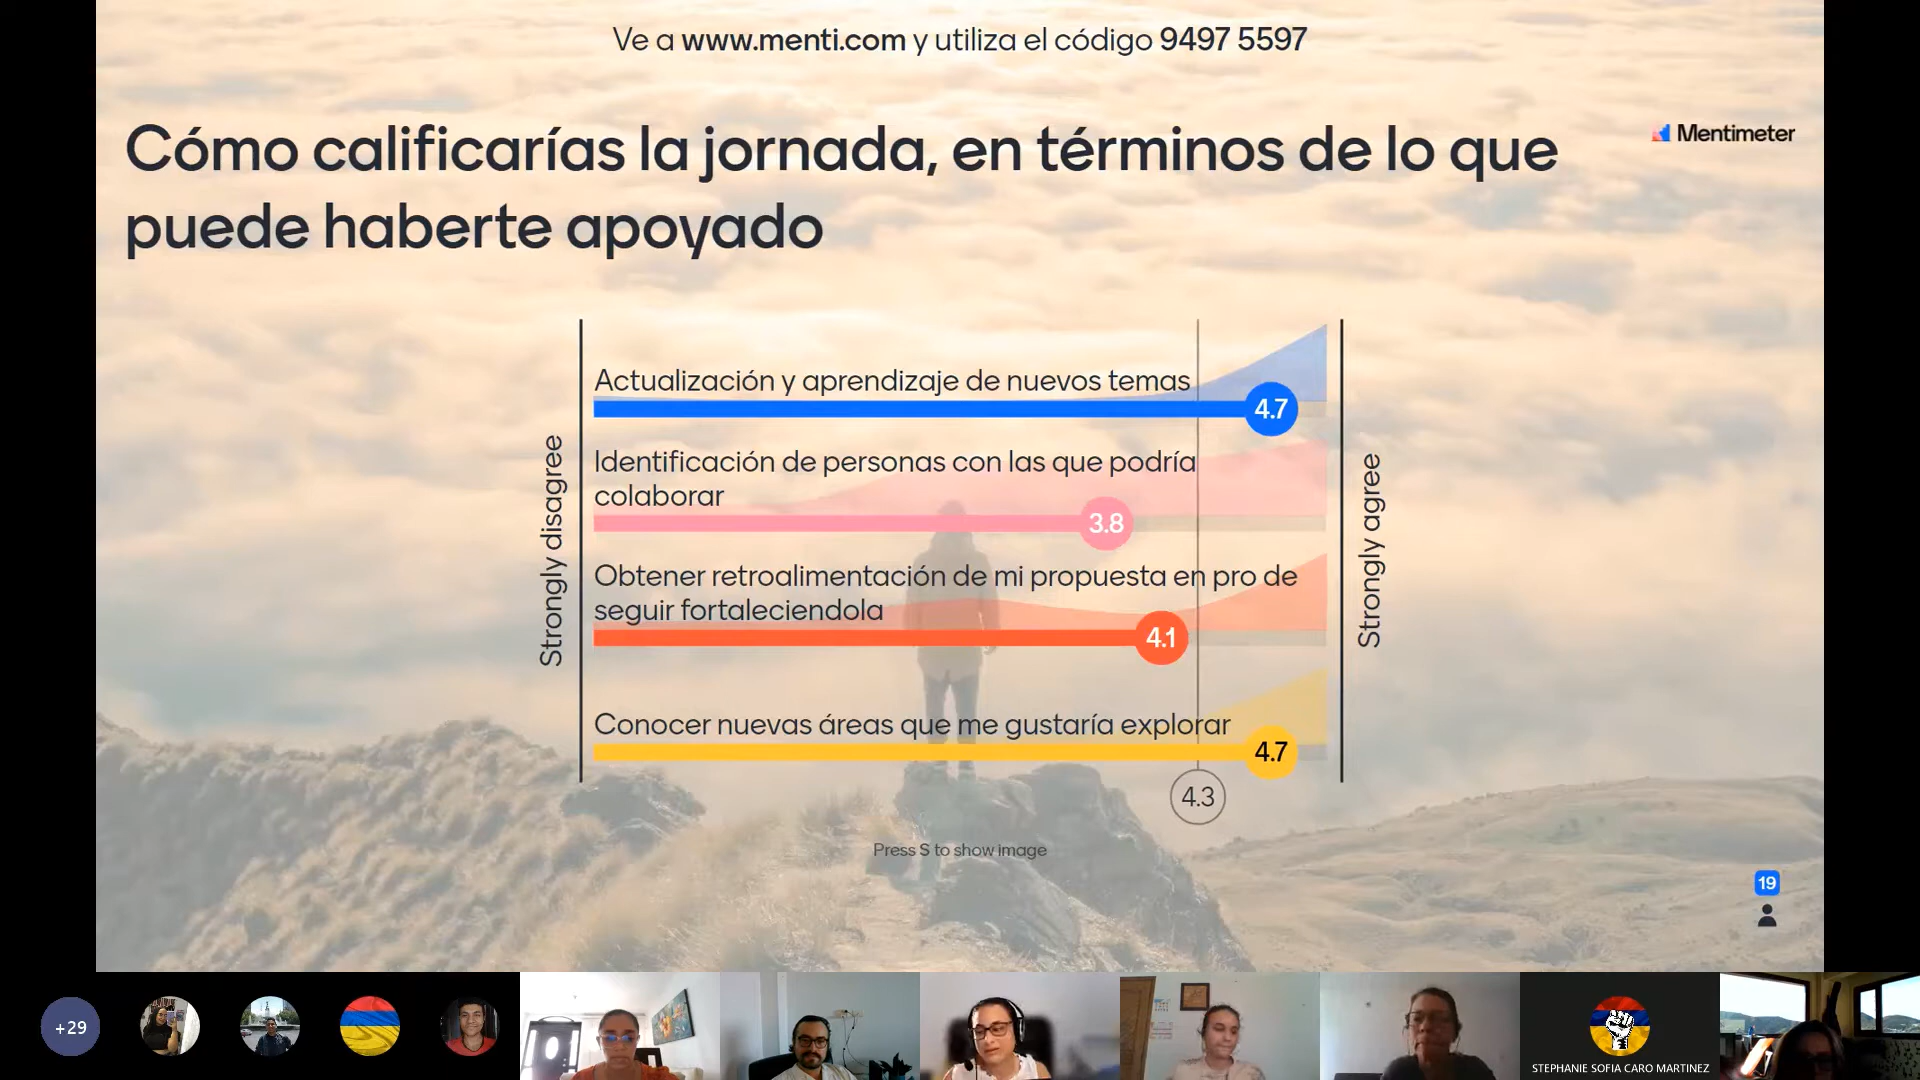 Ve a www.menti.com y utiliza el código 9497 5597
Cómo calificarías la jornada, en términos de lo que
puede haberte apoyado
Mentimeter
Strongly disagree
Actualización y aprendizaje de nuevos temas
4.7
Identificación de personas con las que podría
colaborar
3.8
Obtener retroalimentación de mi propuesta en pro de
seguir fortaleciendola
4.1
Conocer nuevas áreas que me gustaría explorar
4.7
4.3
Strongly agree
Press S to show image
19
+29
STEPHANIE SOFIA CARO MARTINEZ